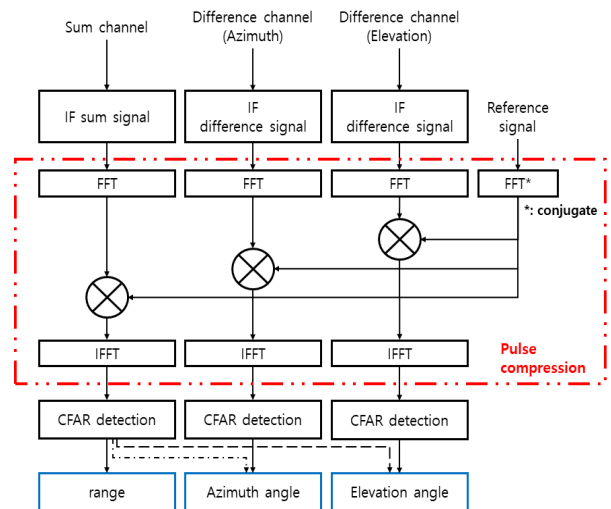 Sum channel
Difference channel
(Azimuth)
Difference channel
(Elevation)
IF sum signal
IF
difference signal
IF
difference signal
Reference
signal
FFT
FFT
FFT
FFT*
*: conjugate
IFFT
IFFT
IFFT
Pulse
compression
CFAR detection
CFAR detection
CFAR detection
range
Azimuth angle
Elevation angle